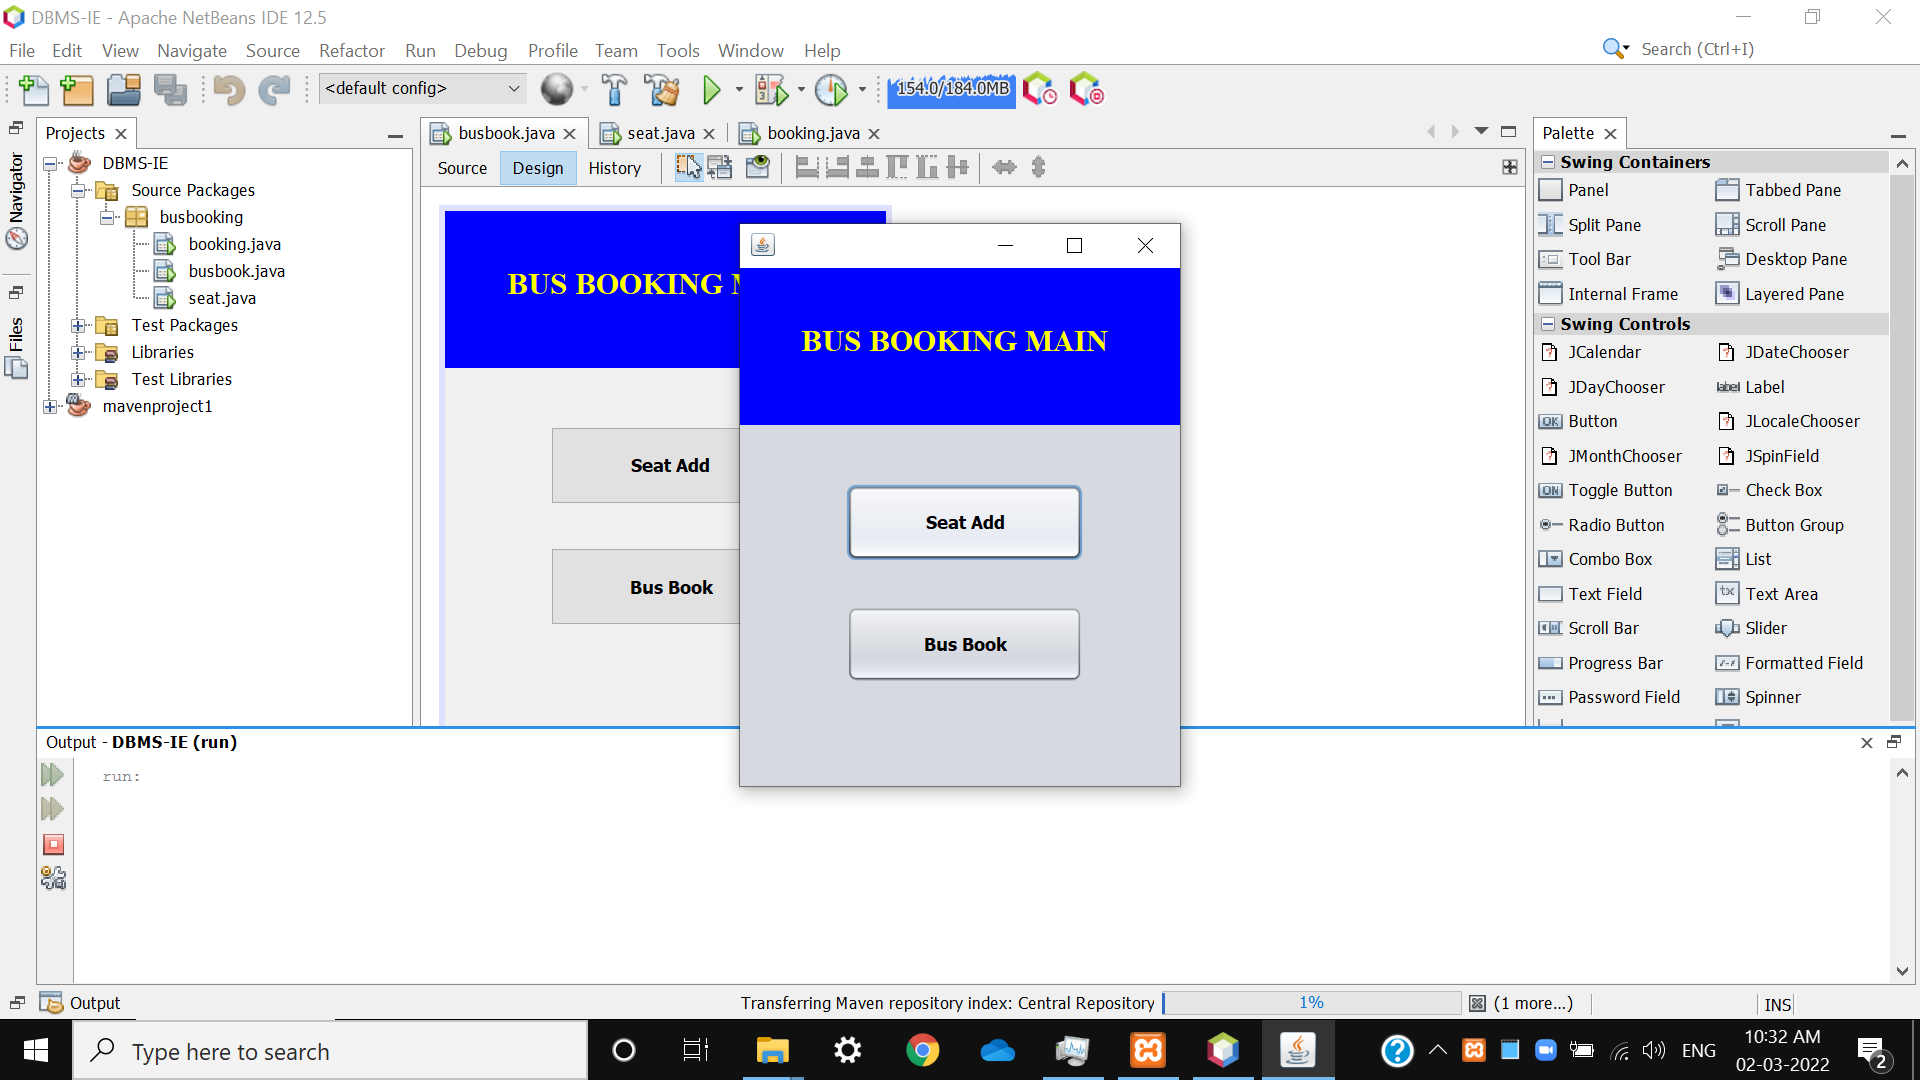 DBMS-IE - Apache NetBeans IDE 12.5
File Edit View Navigate Source Refactor Run Debug Profile Team Tools Window Help
Search (Ctrl+I)
<default config>
154.0/184.0MB
Navigator
Files
Projects
DBMS-IE
Source Packages
busbooking
booking.java
busbook.java
seat.java
Test Packages
Libraries
Test Libraries
mavenproject1
busbook.java seat.java booking.java
Source Design History
BUS BOOKING
Seat Add
Bus Book
BUS BOOKING MAIN
Seat Add
Bus Book
Palette
Swing Containers
Panel Tabbed Pane
Split Pane Scroll Pane
Tool Bar Desktop Pane
Internal Frame Layered Pane
Swing Controls
JCalendar JDateChooser
JDayChooser Label
Button JLocaleChooser
JMonthChooser JSpinField
Toggle Button Check Box
Radio Button Button Group
Combo Box List
Text Field Text Area
Scroll Bar Slider
Progress Bar Formatted Field
Password Field Spinner
Output - DBMS-IE (run)
run:
Output
Transferring Maven repository index: Central Repository 1% (1 more...) INS
Type here to search
ENG
10:32 AM
02-03-2022
2